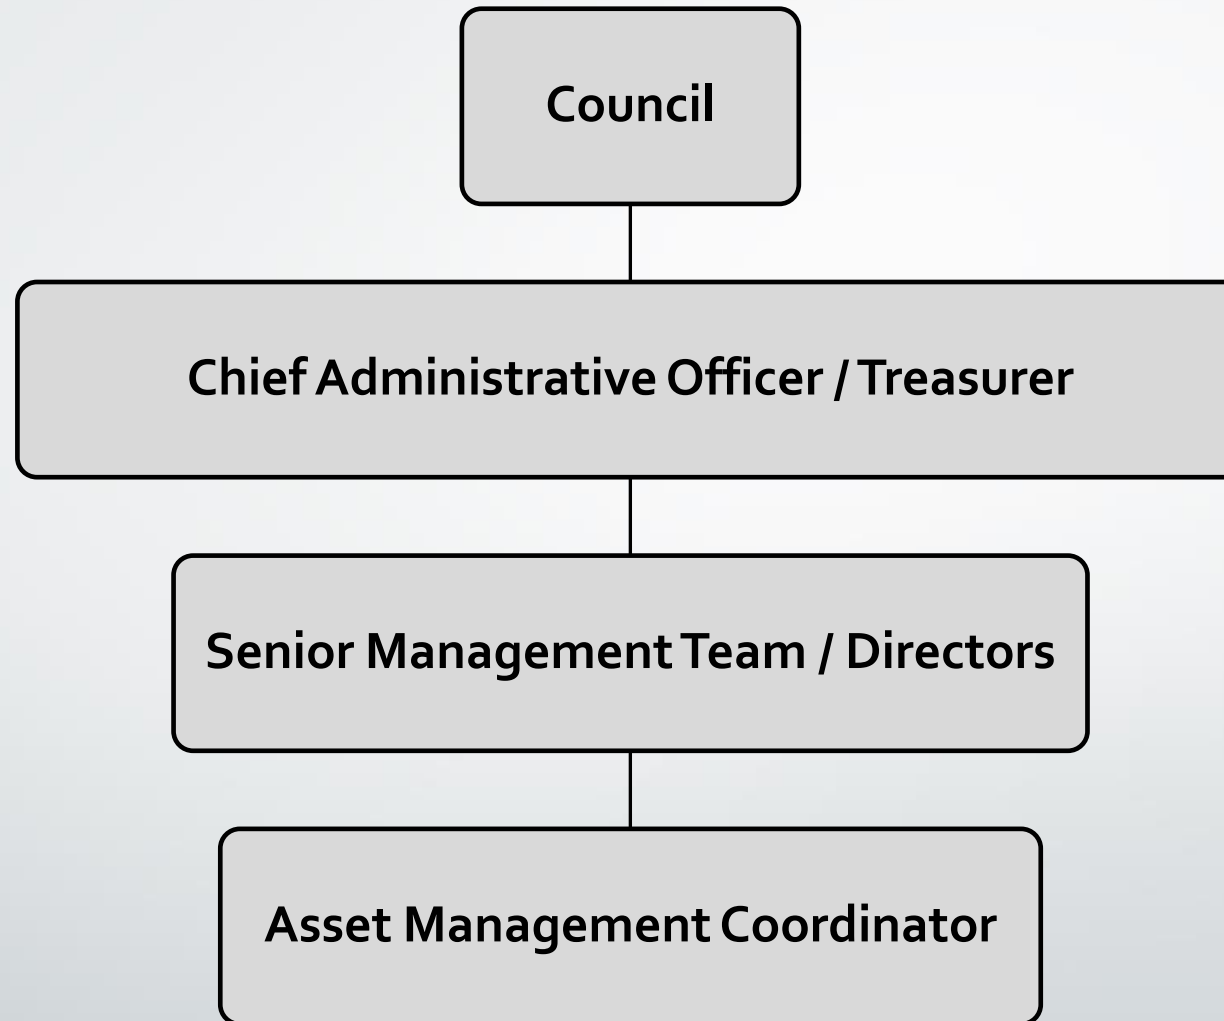 Council
Chief Administrative Officer / Treasurer
Senior Management Team / Directors
Asset Management Coordinator